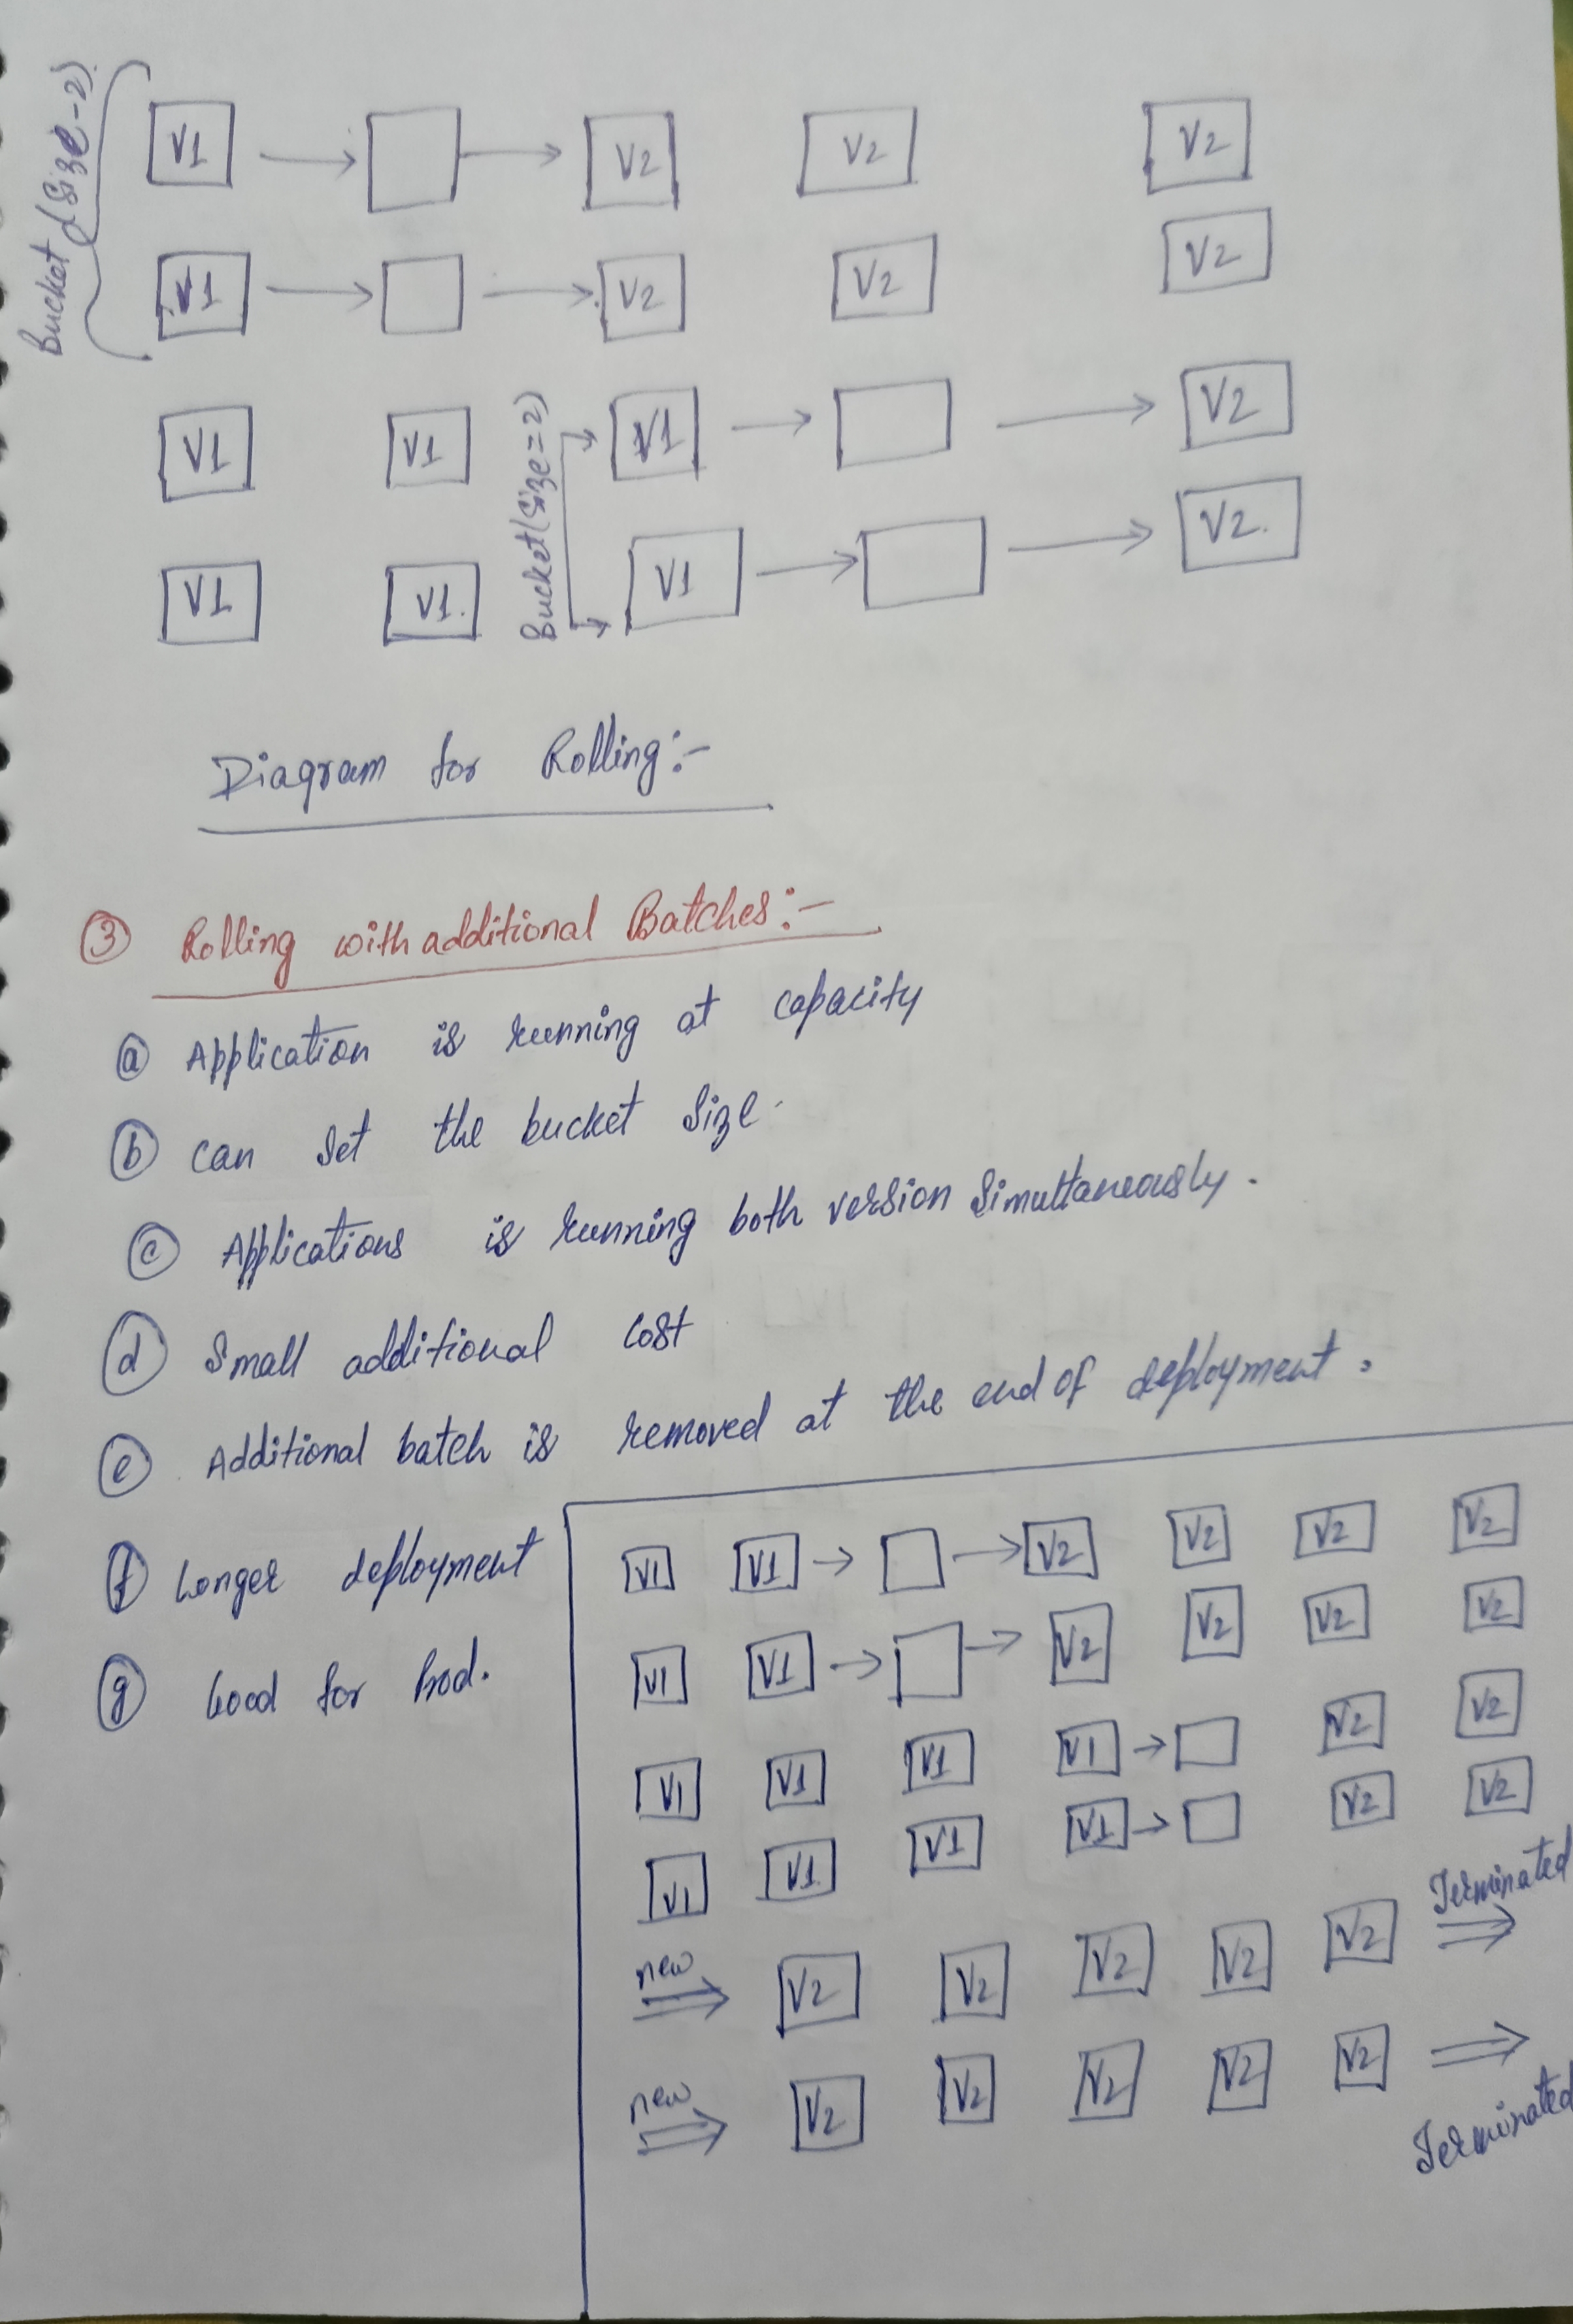 Bucket (Size-2)
V1 V2 V2 V2
V1 V2 V2 V2
V1 V1 Bucket (Size=2) V1 V2
V1 V1. V1 V2.
Diagram for Rolling:-
③ Rolling with additional Batches:-
ⓐ Application is running at capacity
ⓑ can set the bucket size.
ⓒ Applications is running both version simultaneously.
ⓓ Small additional cost
ⓔ Additional batch is removed at the end of deployment.
ⓕ Longer deployment
ⓖ Good for Prod.
V1 V1 V2 V2 V2 V2
V1 V1 V2 V2 V2 V2
V1 V1 V1 V1 V2 V2
V1 V1 V1 V1 V2 V2
new V2 V2 V2 V2 V2 Terminated
new V2 V2 V2 V2 V2 Terminated